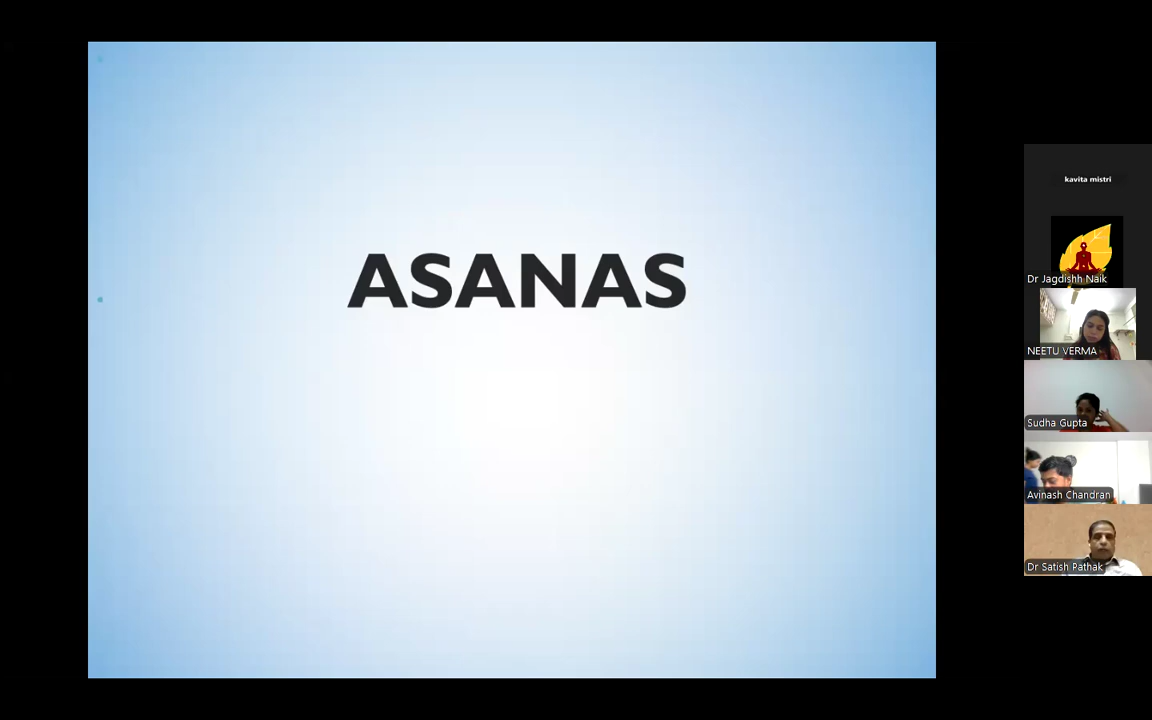 ASANAS
kavita mistri
Dr Jagdishh Naik
NEETU VERMA
Sudha Gupta
Avinash Chandran
Dr Satish Pathak